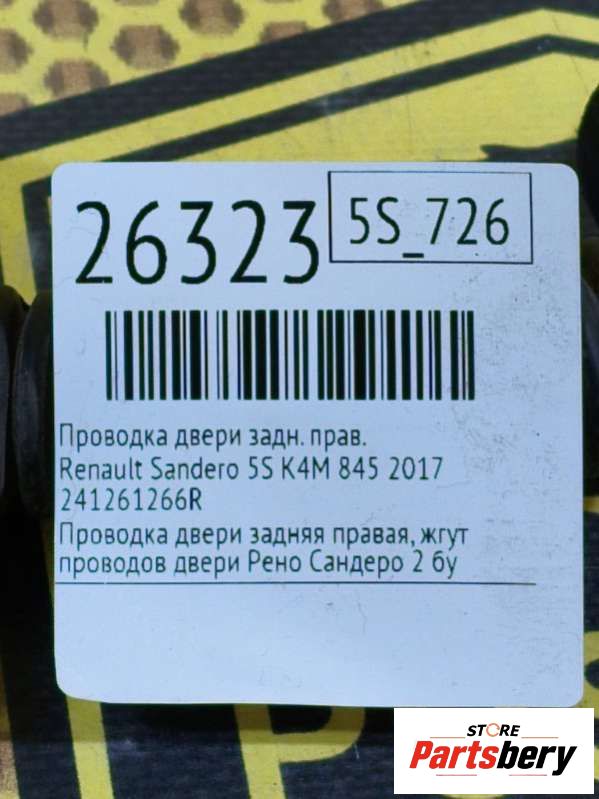 26323
5S_726
Проводка двери задн. прав.
Renault Sandero 5S K4M 845 2017
241261266R
Проводка двери задняя правая, жгут
проводов двери Рено Сандеро 2 бу
STORE
Partsbery